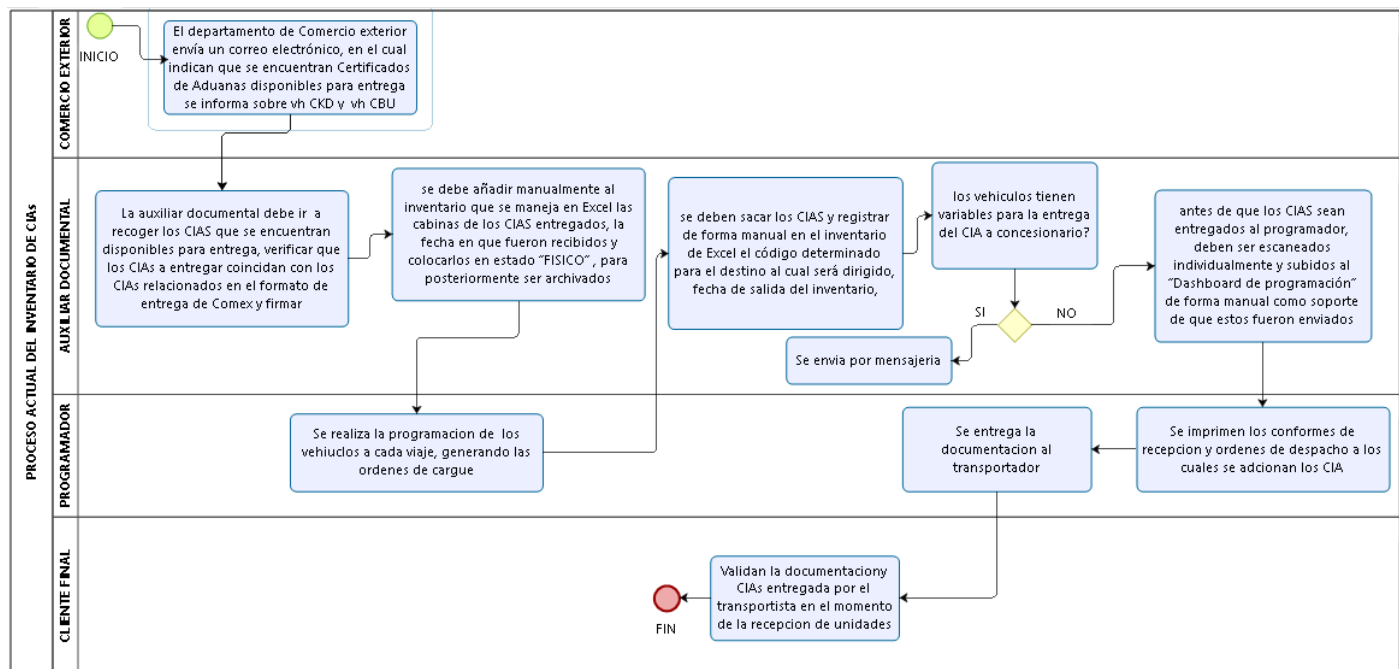 PROCESO ACTUAL DEL INVENTARIO DE CIAs
COMERCIO EXTERIOR
INICIO
El departamento de Comercio exterior
envía un correo electrónico, en el cual
indican que se encuentran Certificados
de Aduanas disponibles para entrega
se informa sobre vh CKD y vh CBU
AUXILIAR DOCUMENTAL
La auxiliar documental debe ir a
recoger los CIAS que se encuentran
disponibles para entrega, verificar que
los CIAs a entregar coincidan con los
CIAs relacionados en el formato de
entrega de Comex y firmar
se debe añadir manualmente al
inventario que se maneja en Excel las
cabinas de los CIAS entregados, la
fecha en que fueron recibidos y
colocarlos en estado "FISICO" , para
posteriormente ser archivados
se deben sacar los CIAS y registrar
de forma manual en el inventario
de Excel el código determinado
para el destino al cual será dirigido,
fecha de salida del inventario,
los vehiculos tienen
variables para la entrega
del CIA a concesionario?
SI
NO
Se envia por mensajeria
antes de que los CIAS sean
entregados al programador,
deben ser escaneados
individualmente y subidos al
"Dashboard de programación"
de forma manual como soporte
de que estos fueron enviados
PROGRAMADOR
Se realiza la programacion de los
vehiuclos a cada viaje, generando las
ordenes de cargue
Se entrega la
documentacion al
transportador
Se imprimen los conformes de
recepcion y ordenes de despacho a los
cuales se adcionan los CIA
CLIENTE FINAL
FIN
Validan la documentaciony
CIAs entregada por el
transportista en el momento
de la recepcion de unidades